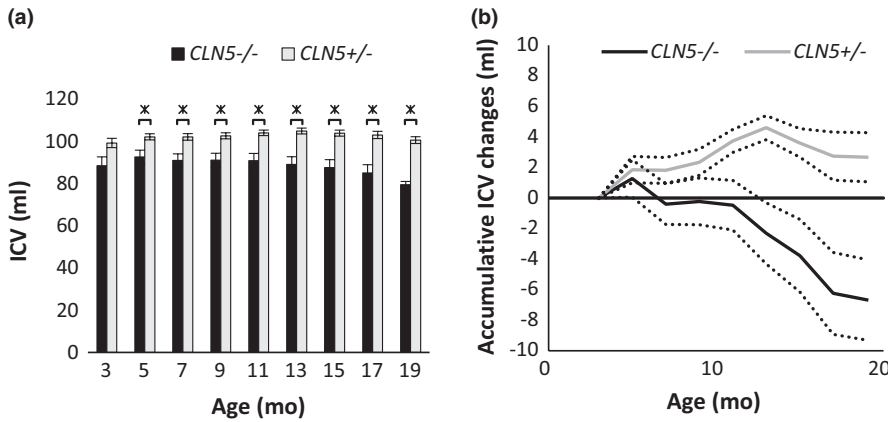 (a)
CLN5-/- CLN5+/-
120
100
80
60
40
20
0
ICV (ml)
* * * * * * * *
3 5 7 9 11 13 15 17 19
Age (mo)
(b)
CLN5-/- CLN5+/-
10
8
6
4
2
0
-2
-4
-6
-8
-10
Accumulative ICV changes (ml)
0 10 20
Age (mo)